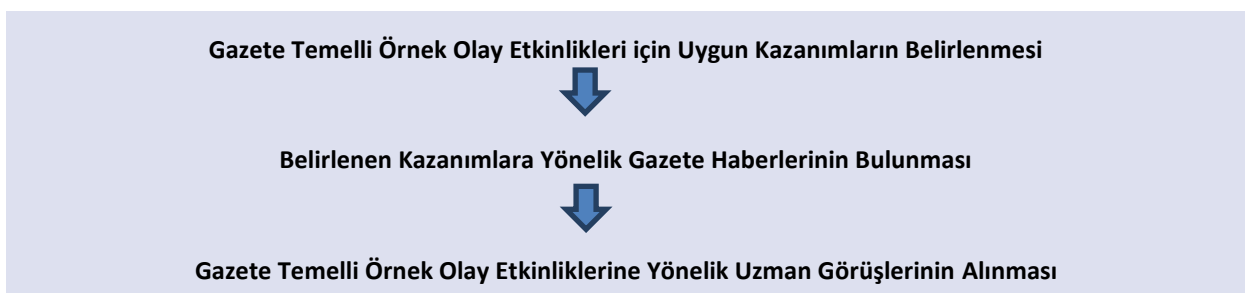 Gazete Temelli Örnek Olay Etkinlikleri için Uygun Kazanımların Belirlenmesi
Belirlenen Kazanımlara Yönelik Gazete Haberlerinin Bulunması
Gazete Temelli Örnek Olay Etkinliklerine Yönelik Uzman Görüşlerinin Alınması